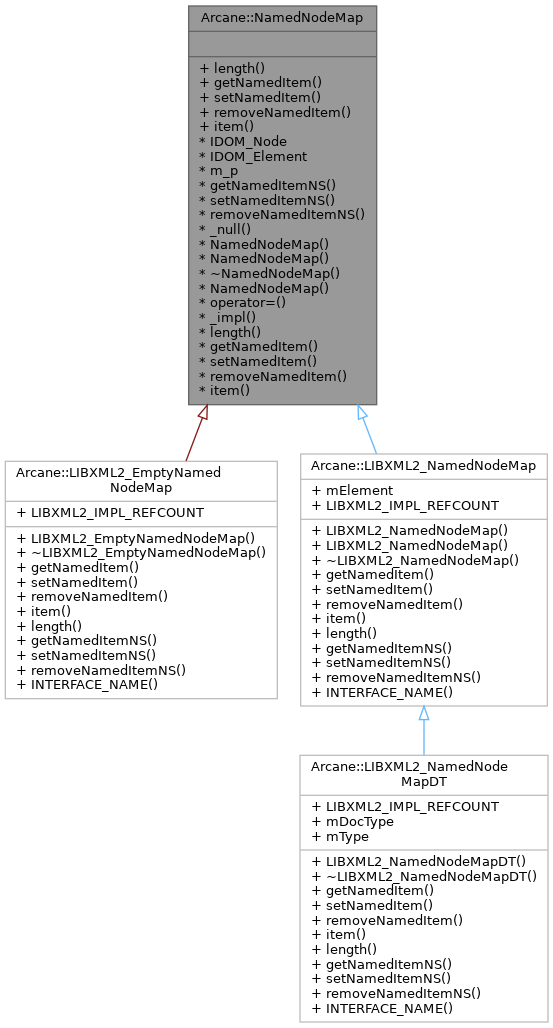 Arcane::NamedNodeMap
+ length()
+ getNamedItem()
+ setNamedItem()
+ removeNamedItem()
+ item()
* IDOM_Node
* IDOM_Element
* m_p
* getNamedItemNS()
* setNamedItemNS()
* removeNamedItemNS()
* _null()
* NamedNodeMap()
* NamedNodeMap()
* ~NamedNodeMap()
* NamedNodeMap()
* operator=()
* _impl()
* length()
* getNamedItem()
* setNamedItem()
* removeNamedItem()
* item()
Arcane::LIBXML2_EmptyNamed
NodeMap
+ LIBXML2_IMPL_REFCOUNT
+ LIBXML2_EmptyNamedNodeMap()
+ ~LIBXML2_EmptyNamedNodeMap()
+ getNamedItem()
+ setNamedItem()
+ removeNamedItem()
+ item()
+ length()
+ getNamedItemNS()
+ setNamedItemNS()
+ removeNamedItemNS()
+ INTERFACE_NAME()
Arcane::LIBXML2_NamedNodeMap
+ mElement
+ LIBXML2_IMPL_REFCOUNT
+ LIBXML2_NamedNodeMap()
+ LIBXML2_NamedNodeMap()
+ ~LIBXML2_NamedNodeMap()
+ getNamedItem()
+ setNamedItem()
+ removeNamedItem()
+ item()
+ length()
+ getNamedItemNS()
+ setNamedItemNS()
+ removeNamedItemNS()
+ INTERFACE_NAME()
Arcane::LIBXML2_NamedNode
MapDT
+ LIBXML2_IMPL_REFCOUNT
+ mDocType
+ mType
+ LIBXML2_NamedNodeMapDT()
+ ~LIBXML2_NamedNodeMapDT()
+ getNamedItem()
+ setNamedItem()
+ removeNamedItem()
+ item()
+ length()
+ getNamedItemNS()
+ setNamedItemNS()
+ removeNamedItemNS()
+ INTERFACE_NAME()